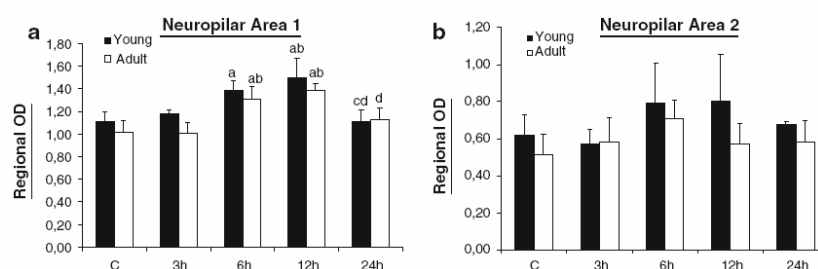 a
Neuropilar Area 1
Young
Adult
Regional OD
1,80
1,60
1,40
1,20
1,00
0,80
0,60
0,40
0,20
0,00
a
ab
ab
ab
cd
d
C
3h
6h
12h
24h
b
Neuropilar Area 2
Young
Adult
Regional OD
1,20
1,00
0,80
0,60
0,40
0,20
0,00
C
3h
6h
12h
24h